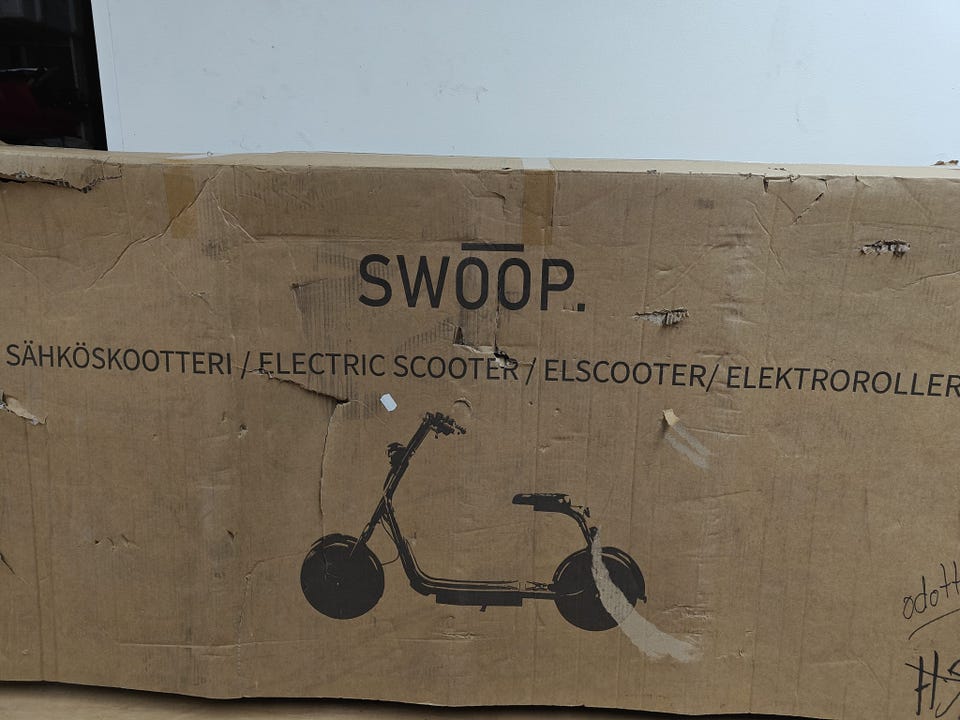 SWOOP.
SÄHKÖSKOOTTERI / ELECTRIC SCOOTER / ELSCOOTER/ ELEKTROROLLER